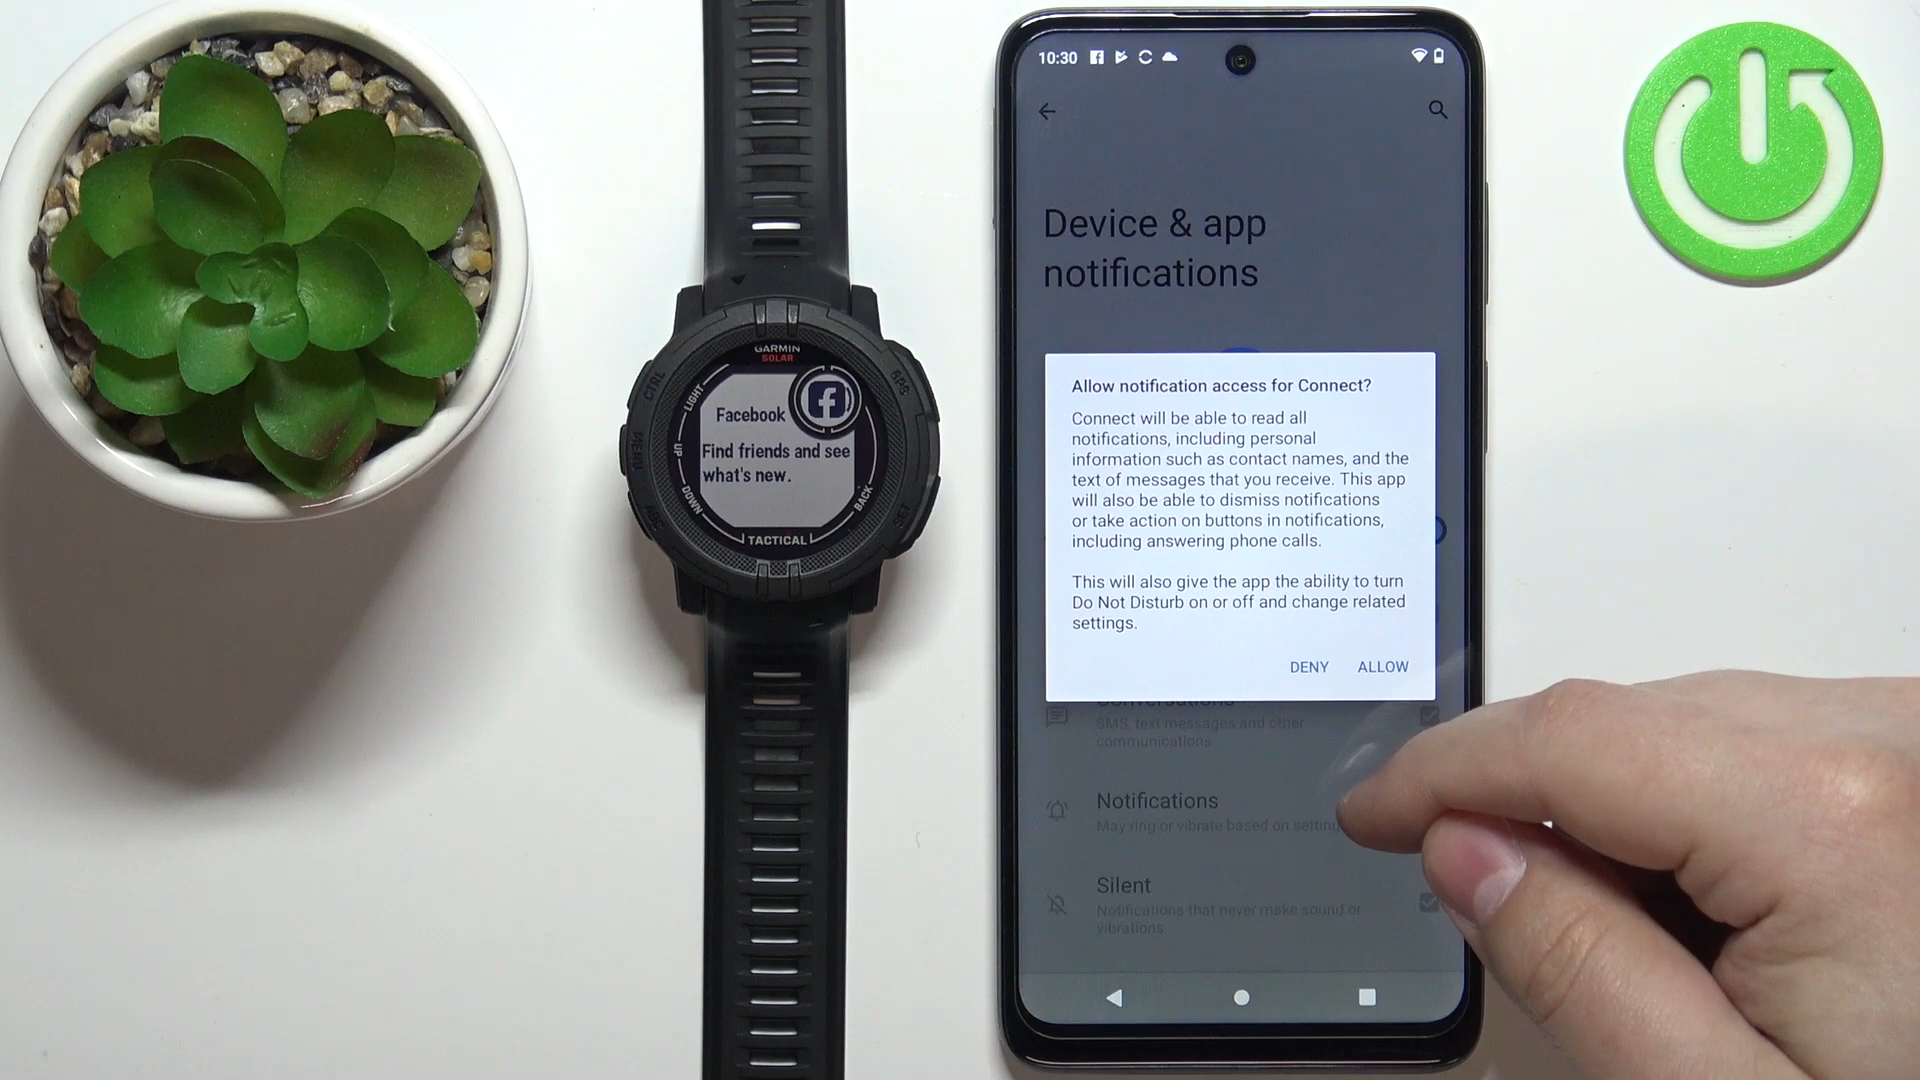 GARMIN
SOLAR
CTRL
LIGHT
GPS
MENU
UP
DOWN
BACK
ABC
SET
TACTICAL
Facebook
Find friends and see
what's new.
10:30
Device & app
notifications
Allow notification access for Connect?
Connect will be able to read all
notifications, including personal
information such as contact names, and the
text of messages that you receive. This app
will also be able to dismiss notifications
or take action on buttons in notifications,
including answering phone calls.
This will also give the app the ability to turn
Do Not Disturb on or off and change related
settings.
DENY ALLOW
Conversations
SMS, text messages and other
communications
Notifications
May ring or vibrate based on
Silent
Notifications that never make sound or
vibrations